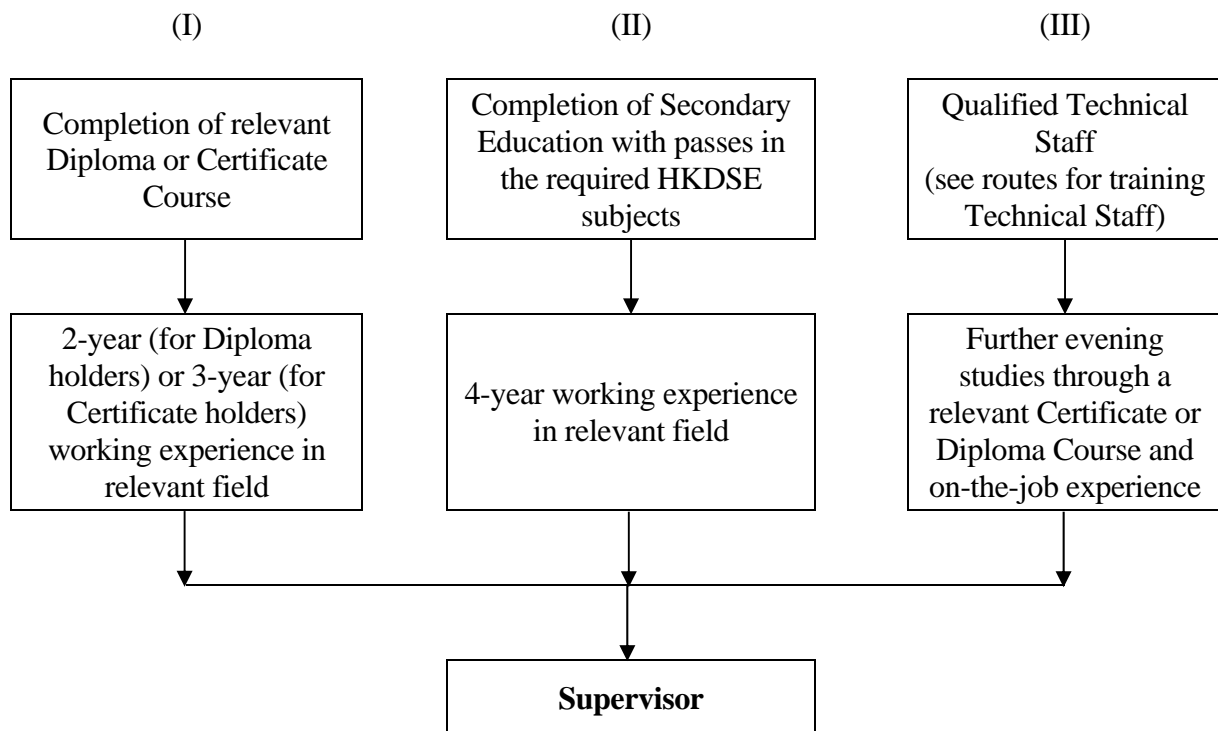 (I)
(II)
(III)
Completion of relevant
Diploma or Certificate
Course
Completion of Secondary
Education with passes in
the required HKDSE
subjects
Qualified Technical
Staff
(see routes for training
Technical Staff)
2-year (for Diploma
holders) or 3-year (for
Certificate holders)
working experience in
relevant field
4-year working experience
in relevant field
Further evening
studies through a
relevant Certificate or
Diploma Course and
on-the-job experience
Supervisor